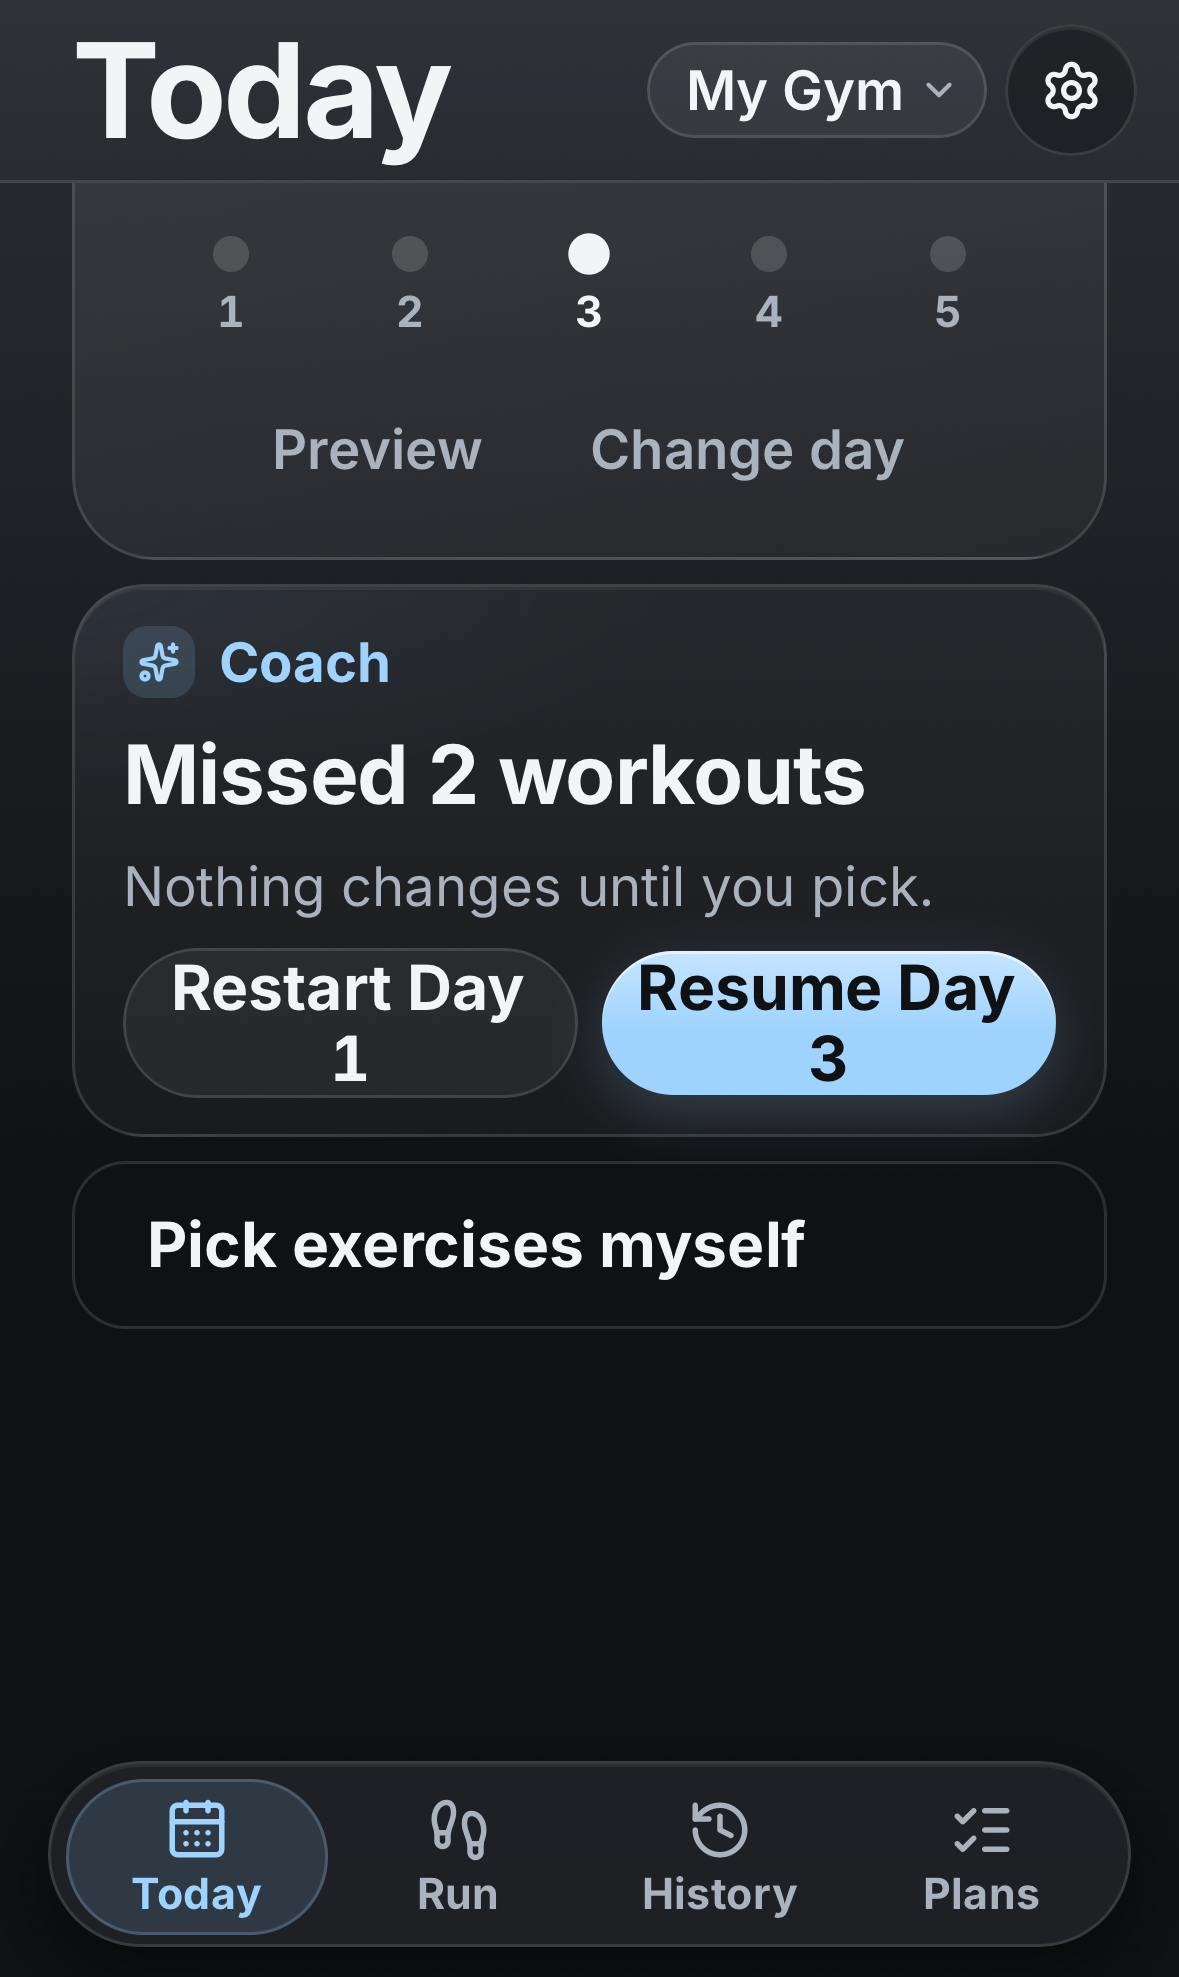 Today
My Gym
1 2 3 4 5
Preview Change day
Coach
Missed 2 workouts
Nothing changes until you pick.
Restart Day
1
Resume Day
3
Pick exercises myself
Today Run History Plans